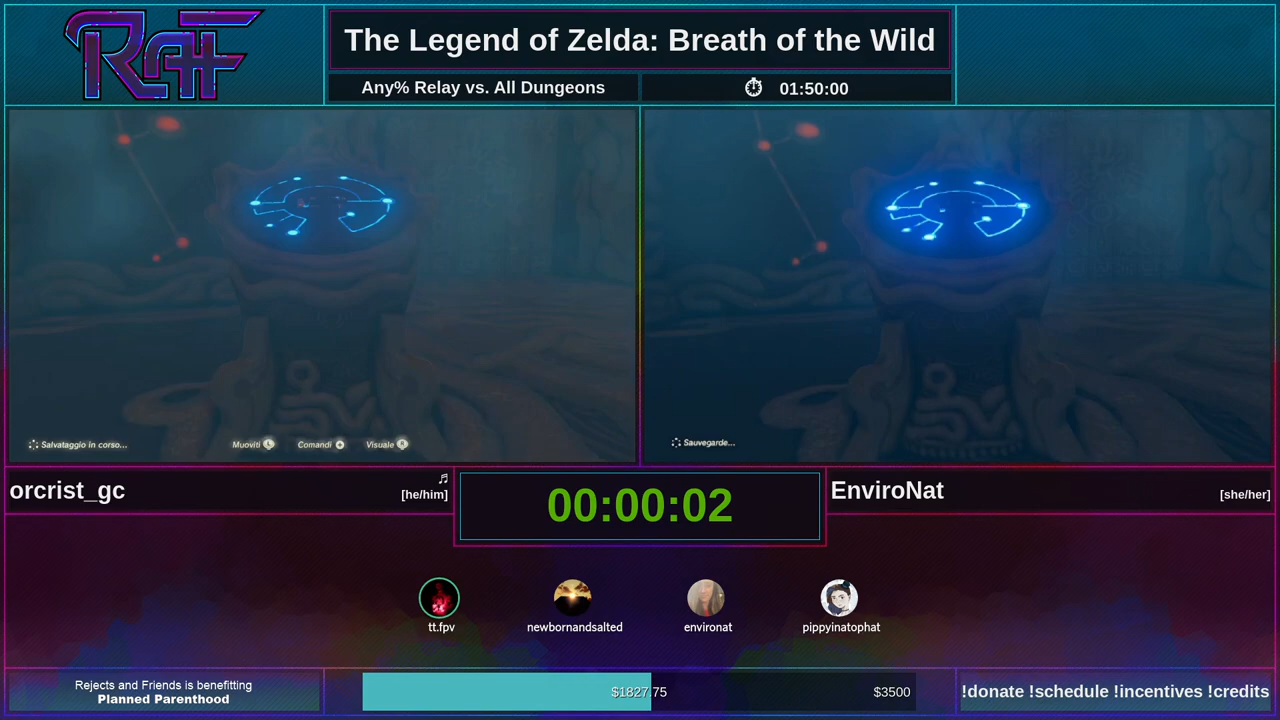 RAF
The Legend of Zelda: Breath of the Wild
Any% Relay vs. All Dungeons
01:50:00
Salvataggio in corso...
Muoviti L
Comandi +
Visuale R
Sauvegarde...
orcrist_gc
[he/him]
00:00:02
EnviroNat
[she/her]
tt.fpv
newbornandsalted
environat
pippyinatophat
Rejects and Friends is benefitting
Planned Parenthood
$1827.75
$3500
!donate !schedule !incentives !credits